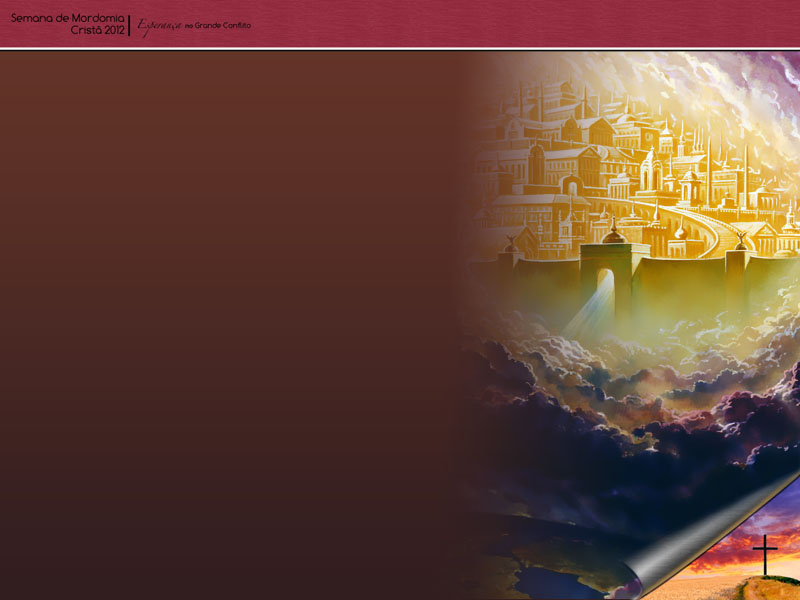 Semana de Mordomia
Cristã 2012
Esperança no Grande Conflito